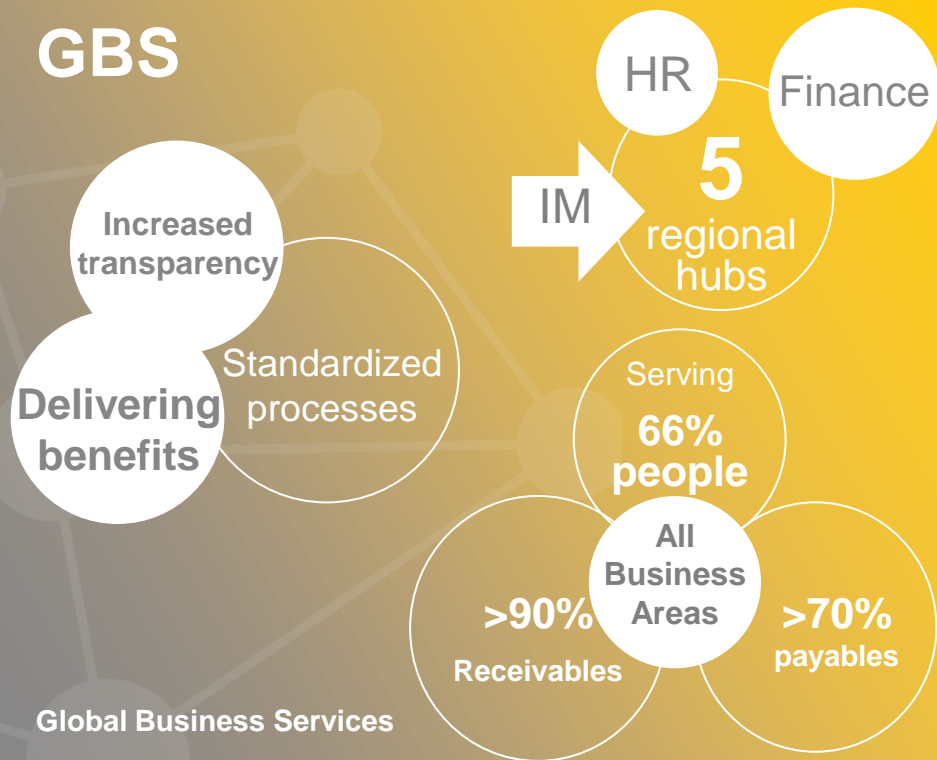 GBS
HR
Finance
IM
5
regional
hubs
Increased
transparency
Standardized
processes
Delivering
benefits
Serving
66%
people
All
Business
Areas
>90%
Receivables
>70%
payables
Global Business Services